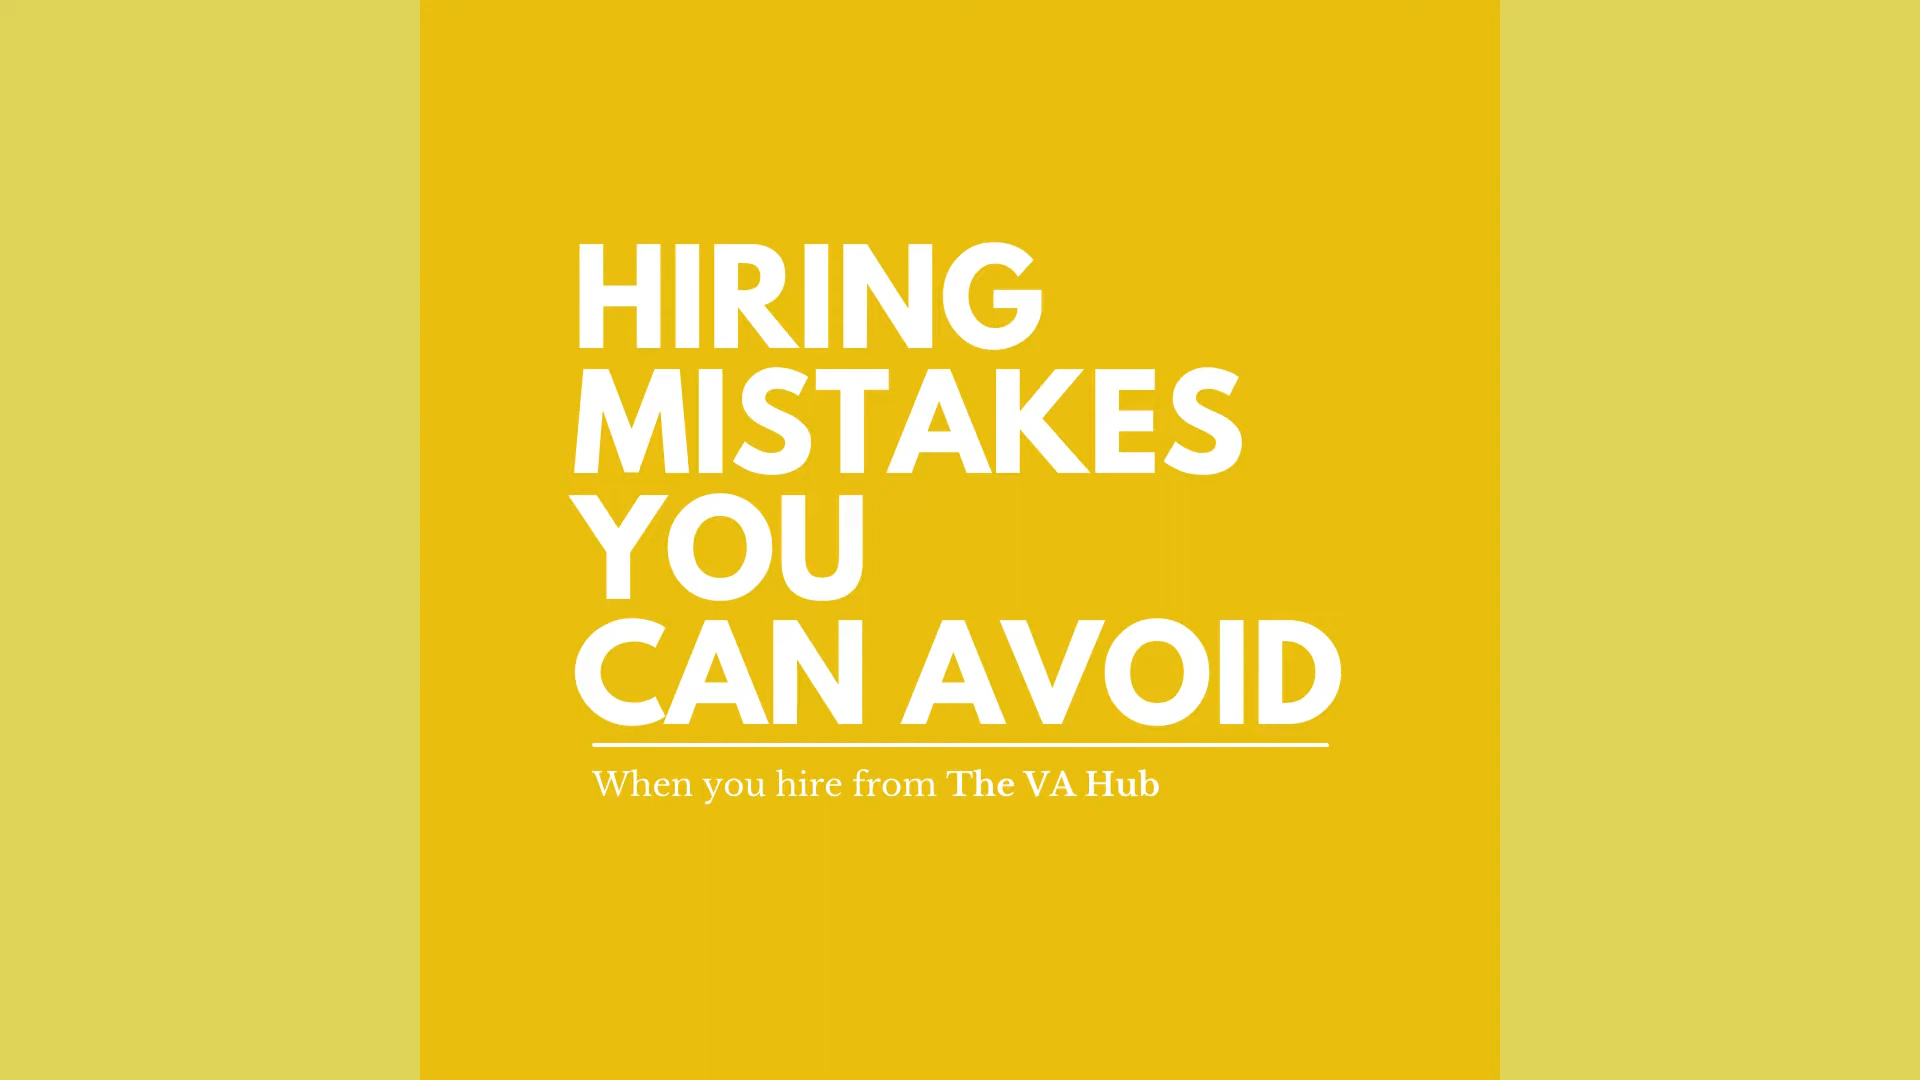 HIRING
MISTAKES
YOU
CAN AVOID
When you hire from The VA Hub